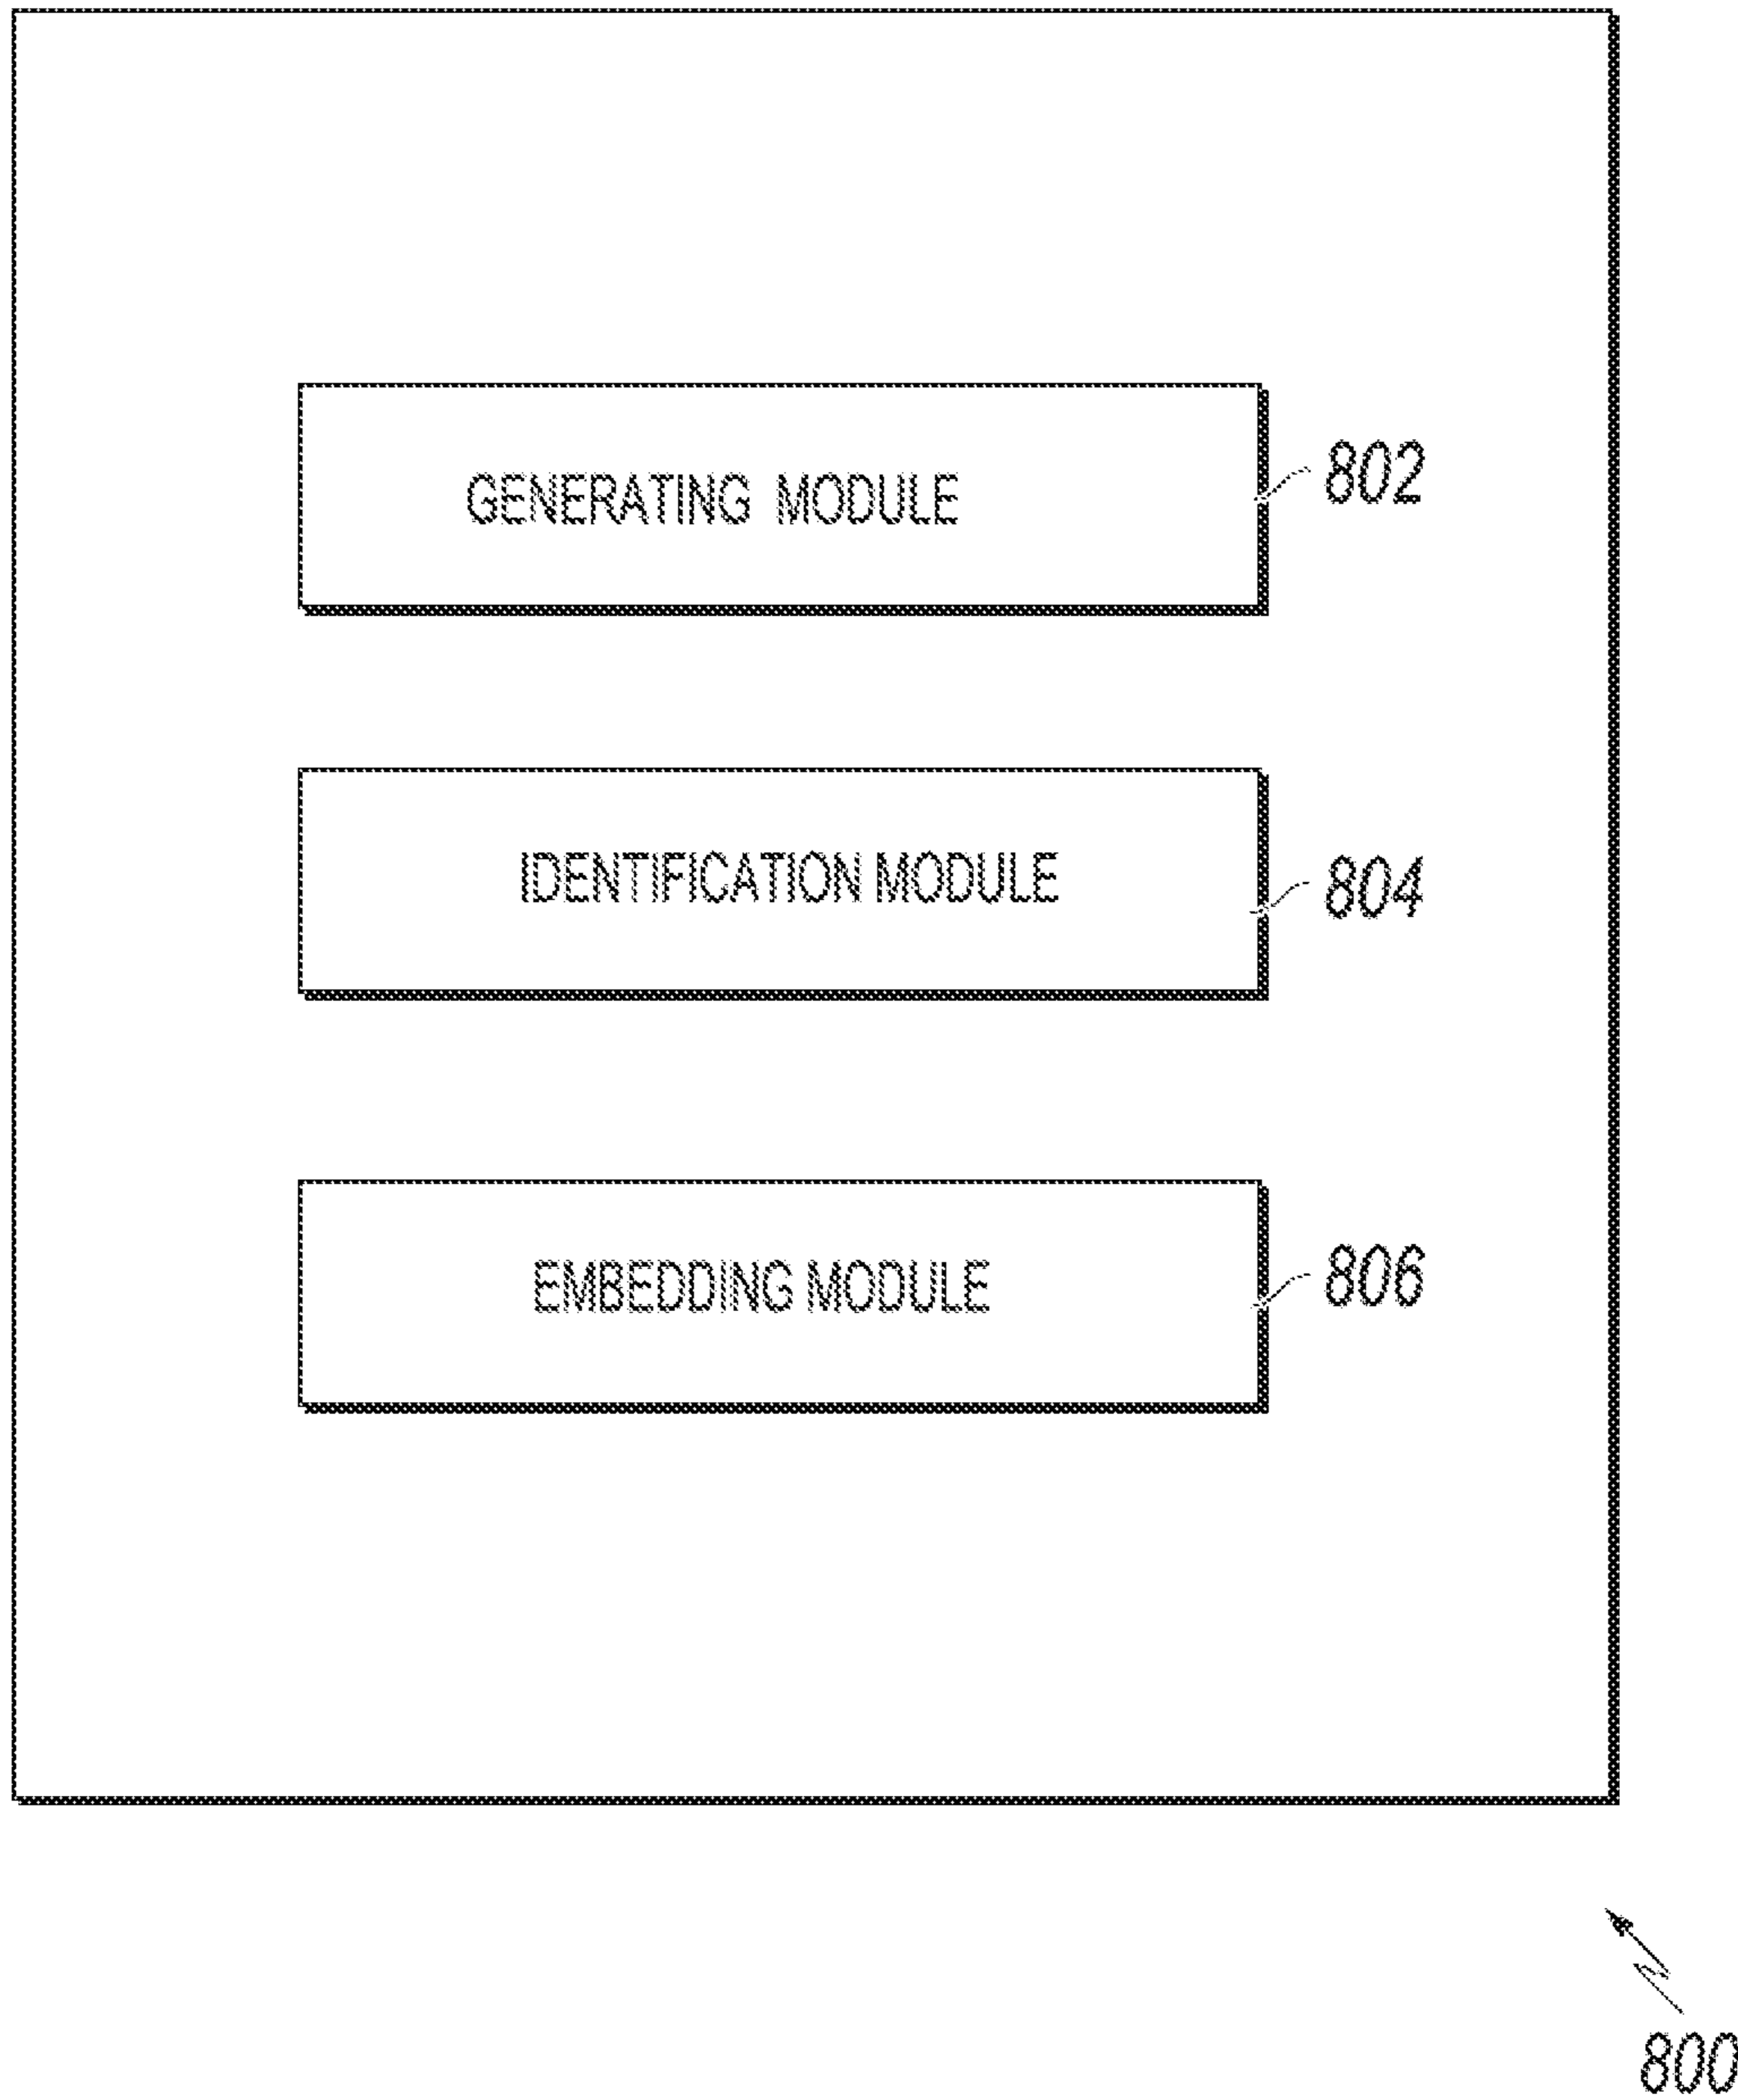 GENERATING MODULE
802
IDENTIFICATION MODULE
804
EMBEDDING MODULE
806
800